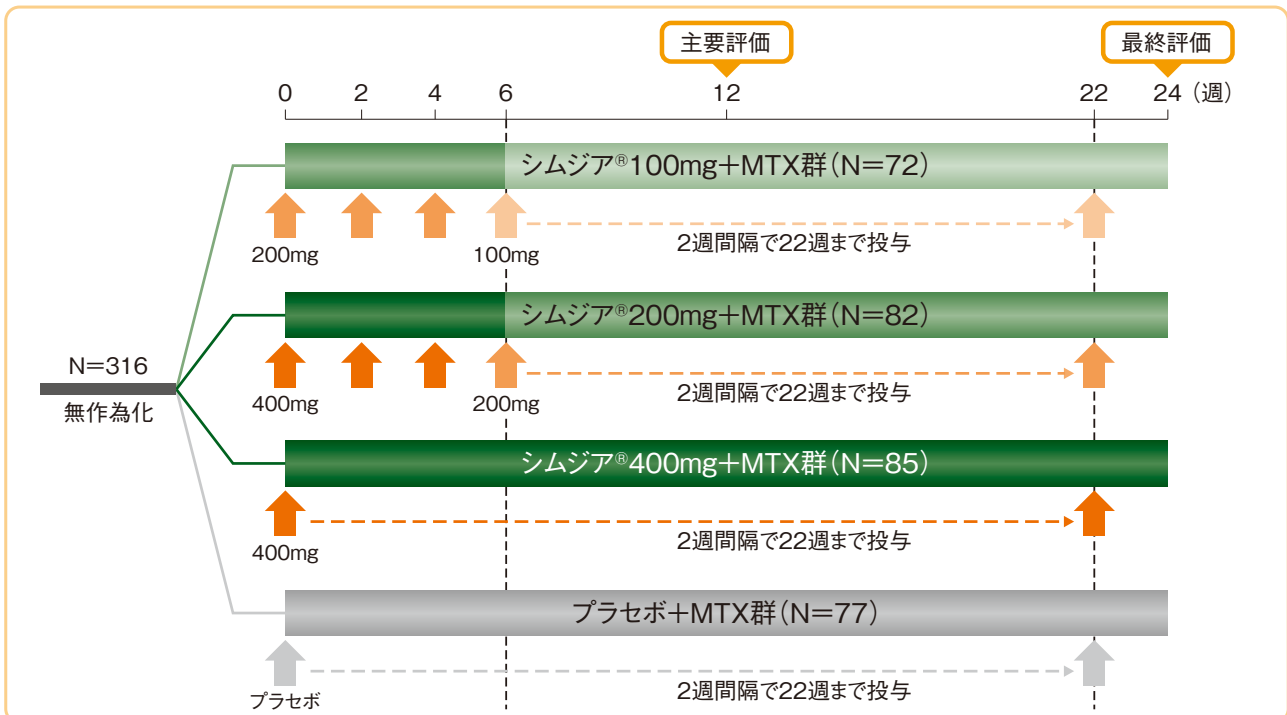 主要評価
最終評価
0 2 4 6 12 22 24 (週)
シムジア®100mg+MTX群(N=72)
200mg
100mg
2週間隔で22週まで投与
シムジア®200mg+MTX群(N=82)
400mg
200mg
2週間隔で22週まで投与
N=316
無作為化
シムジア®400mg+MTX群(N=85)
400mg
2週間隔で22週まで投与
プラセボ+MTX群(N=77)
プラセボ
2週間隔で22週まで投与